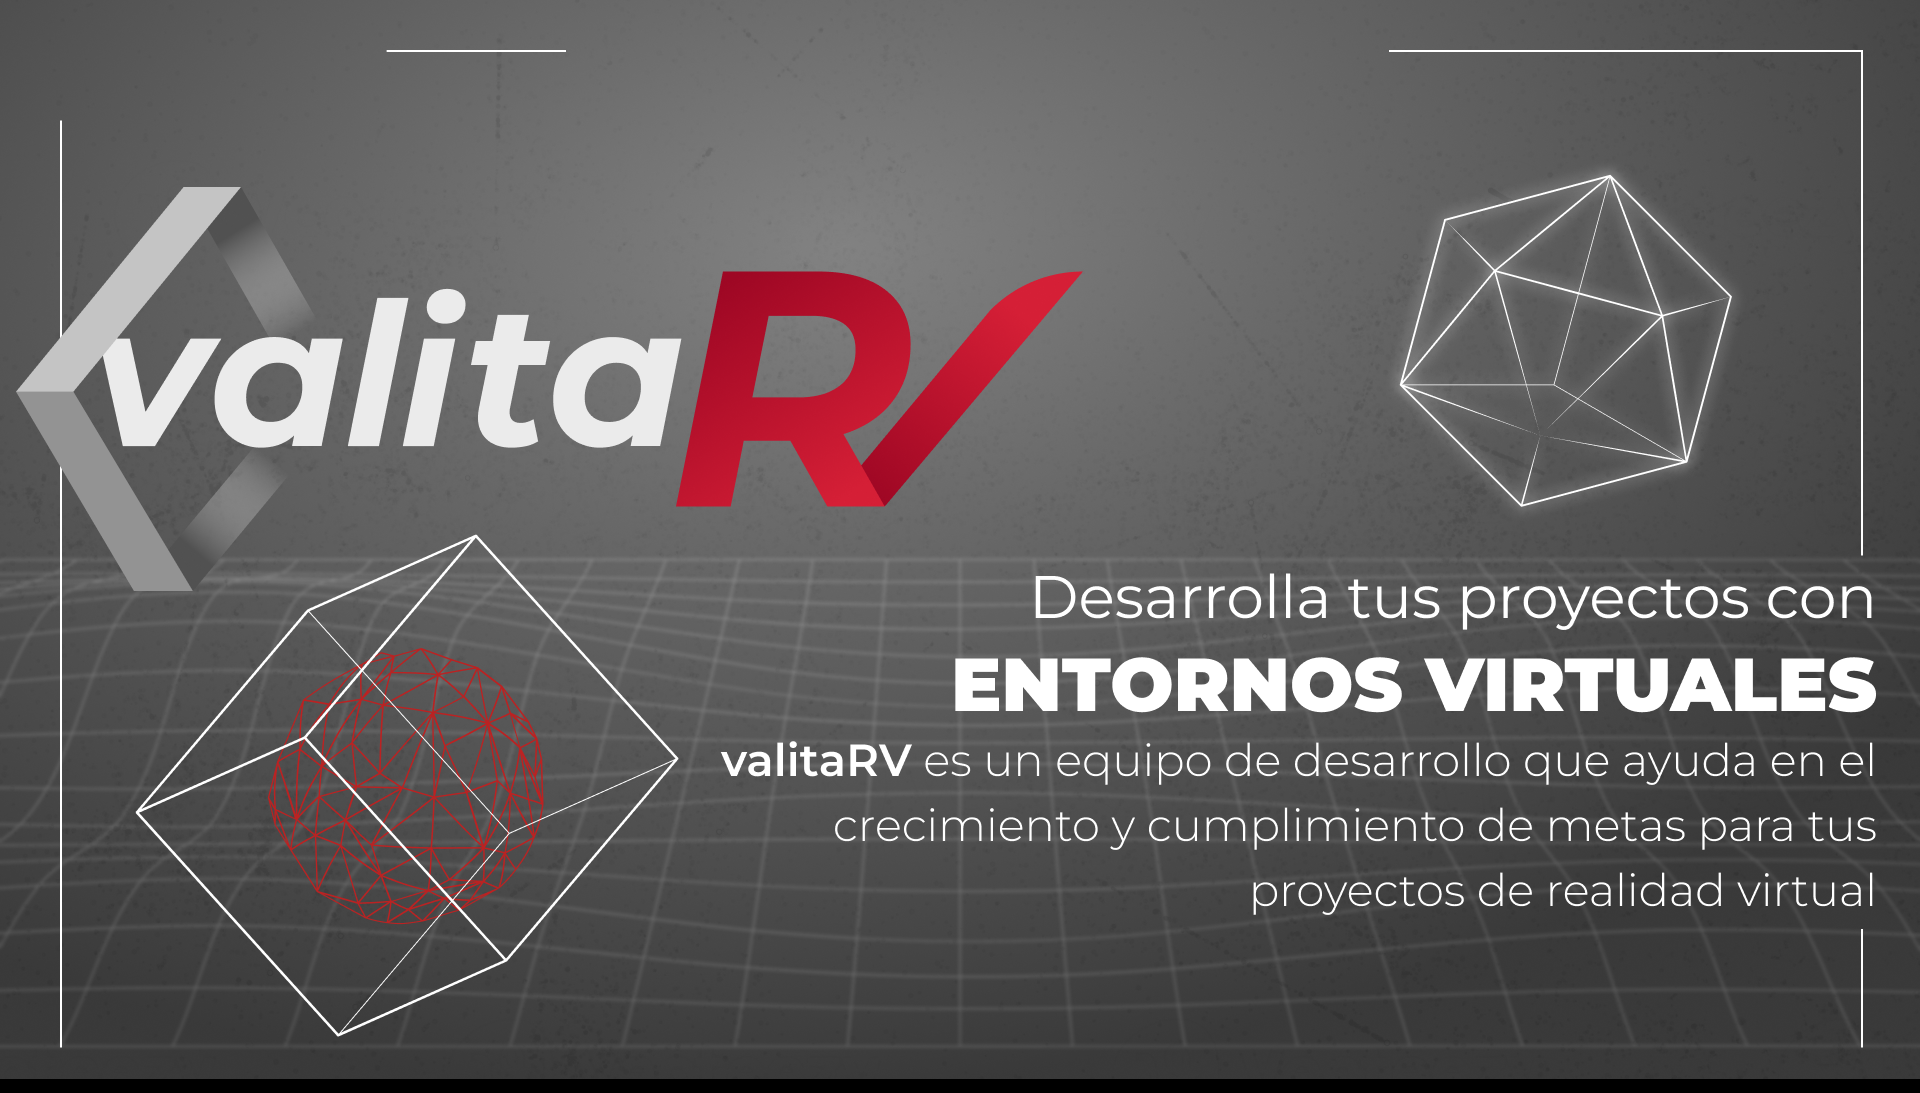 valitaRV
Desarrolla tus proyectos con
ENTORNOS VIRTUALES
valitaRV es un equipo de desarrollo que ayuda en el
crecimiento y cumplimiento de metas para tus
proyectos de realidad virtual